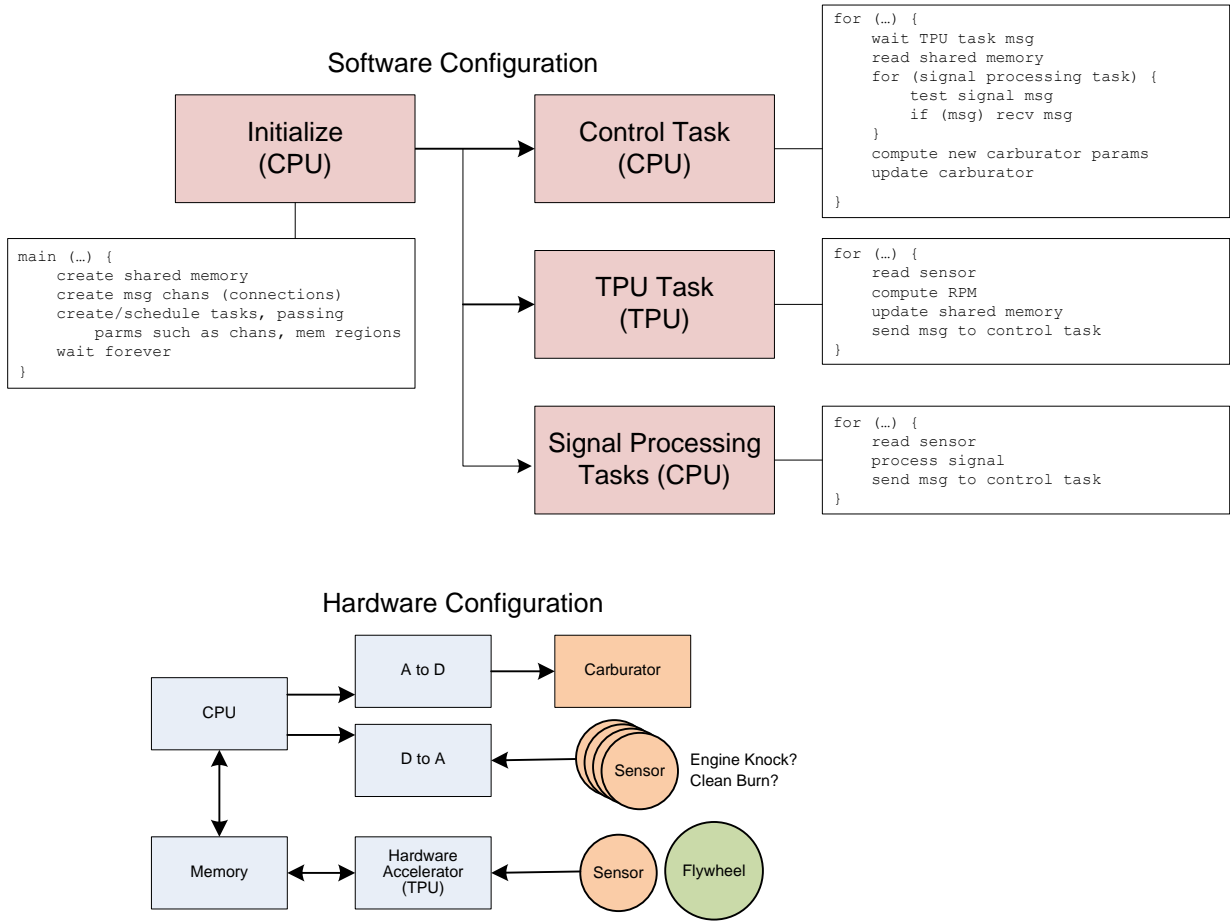 Software Configuration
Initialize
(CPU)
main (…) {
    create shared memory
    create msg chans (connections)
    create/schedule tasks, passing
        parms such as chans, mem regions
    wait forever
}
Control Task
(CPU)
for (…) {
    wait TPU task msg
    read shared memory
    for (signal processing task) {
        test signal msg
        if (msg) recv msg
    }
    compute new carburator params
    update carburator
}
TPU Task
(TPU)
for (…) {
    read sensor
    compute RPM
    update shared memory
    send msg to control task
}
Signal Processing
Tasks (CPU)
for (…) {
    read sensor
    process signal
    send msg to control task
}
Hardware Configuration
CPU
A to D
Carburator
D to A
Sensor
Engine Knock?
Clean Burn?
Memory
Hardware
Accelerator
(TPU)
Sensor
Flywheel